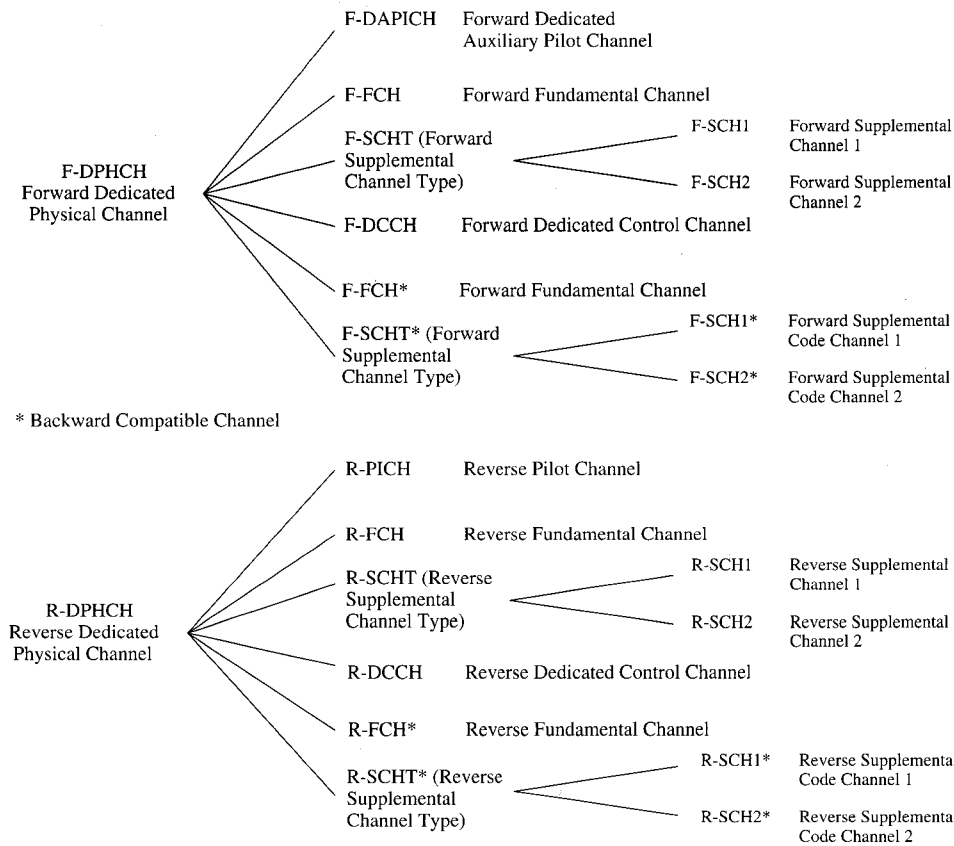 F-DAPICH Forward Dedicated
Auxiliary Pilot Channel
F-FCH Forward Fundamental Channel
F-SCHT (Forward
Supplemental
Channel Type)
F-SCH1 Forward Supplemental
Channel 1
F-SCH2 Forward Supplemental
Channel 2
F-DPHCH
Forward Dedicated
Physical Channel
F-DCCH Forward Dedicated Control Channel
F-FCH* Forward Fundamental Channel
F-SCHT* (Forward
Supplemental
Channel Type)
F-SCH1* Forward Supplemental
Code Channel 1
F-SCH2* Forward Supplemental
Code Channel 2
* Backward Compatible Channel
R-PICH Reverse Pilot Channel
R-FCH Reverse Fundamental Channel
R-SCHT (Reverse
Supplemental
Channel Type)
R-SCH1 Reverse Supplemental
Channel 1
R-SCH2 Reverse Supplemental
Channel 2
R-DPHCH
Reverse Dedicated
Physical Channel
R-DCCH Reverse Dedicated Control Channel
R-FCH* Reverse Fundamental Channel
R-SCHT* (Reverse
Supplemental
Channel Type)
R-SCH1* Reverse Supplementa
Code Channel 1
R-SCH2* Reverse Supplementa
Code Channel 2